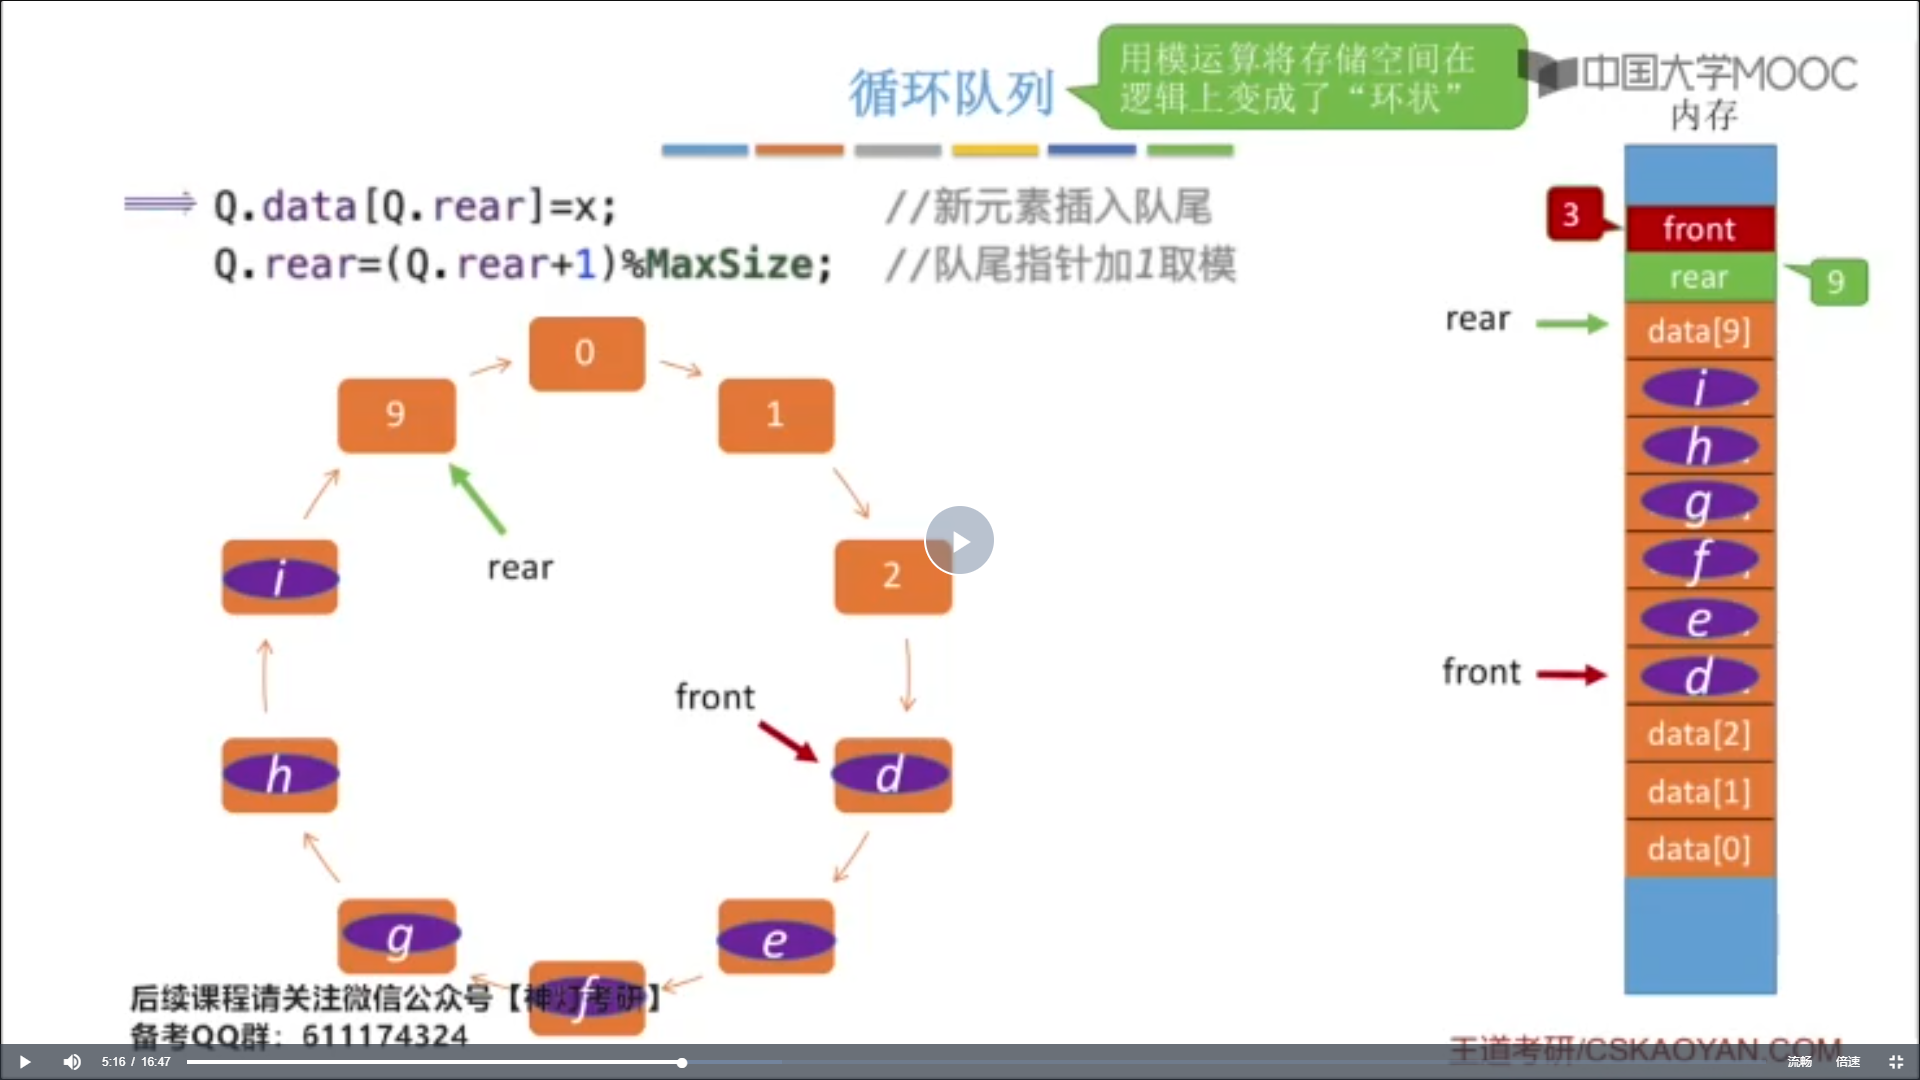 循环队列
用模运算将存储空间在
逻辑上变成了“环状”
中国大学MOOC
内存
Q.data[Q.rear]=x; //新元素插入队尾
Q.rear=(Q.rear+1)%MaxSize; //队尾指针加1取模
0
1
2
d
e
f
g
h
i
9
rear
front
3
front
rear
9
rear
data[9]
i
h
g
f
e
front
d
data[2]
data[1]
data[0]
后续课程请关注微信公众号【神灯考研】
备考QQ群：611174324
王道考研/CSKAOYAN.COM
5:16 / 16:47
流畅
倍速